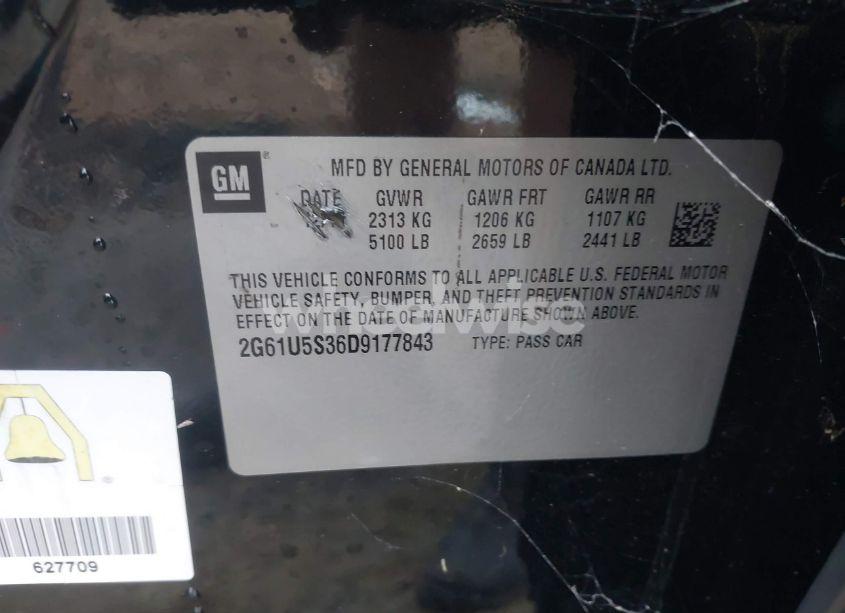 GM ®
MFD BY GENERAL MOTORS OF CANADA LTD.
DATE GVWR GAWR FRT GAWR RR
2313 KG 1206 KG 1107 KG
5100 LB 2659 LB 2441 LB
THIS VEHICLE CONFORMS TO ALL APPLICABLE U.S. FEDERAL MOTOR
VEHICLE SAFETY, BUMPER, AND THEFT PREVENTION STANDARDS IN
EFFECT ON THE DATE OF MANUFACTURE SHOWN ABOVE.
wheelwise
2G61U5S36D9177843 TYPE: PASS CAR
®
627709